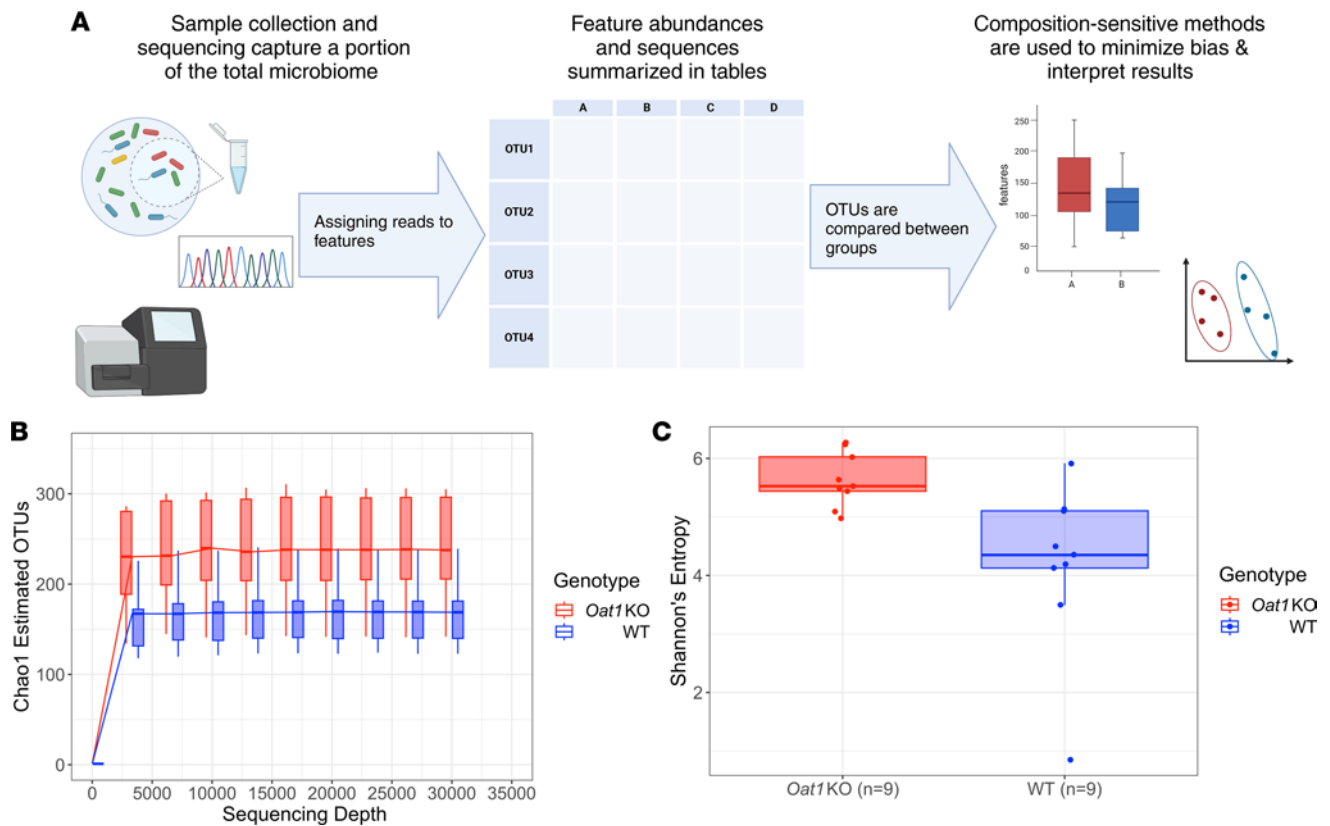 A
Sample collection and
sequencing capture a portion
of the total microbiome
Feature abundances
and sequences
summarized in tables
Composition-sensitive methods
are used to minimize bias &
interpret results
Assigning reads to
features
A B C D
OTU1
OTU2
OTU3
OTU4
OTUs are
compared between
groups
features
250
200
150
100
50
0
A B
B
Chao1 Estimated OTUs
300
200
100
0
0 5000 10000 15000 20000 25000 30000 35000
Sequencing Depth
Genotype
Oat1KO
WT
C
Shannon's Entropy
6
4
2
Oat1KO (n=9) WT (n=9)
Genotype
Oat1KO
WT